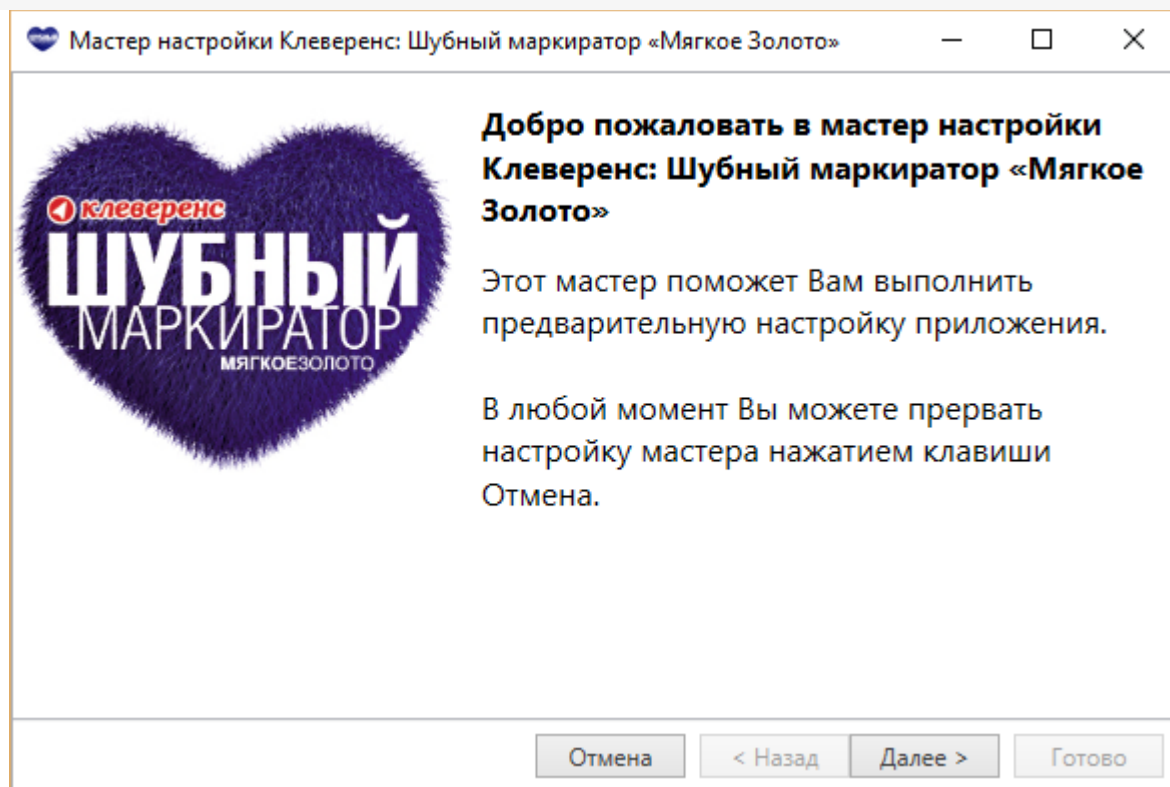 Мастер настройки Клеверенс: Шубный маркиратор «Мягкое Золото»
клеверенс
ШУБНЫЙ
МАРКИРАТОР
МЯГКОЕЗОЛОТО
Добро пожаловать в мастер настройки
Клеверенс: Шубный маркиратор «Мягкое
Золото»
Этот мастер поможет Вам выполнить
предварительную настройку приложения.
В любой момент Вы можете прервать
настройку мастера нажатием клавиши
Отмена.
Отмена
< Назад
Далее >
Готово